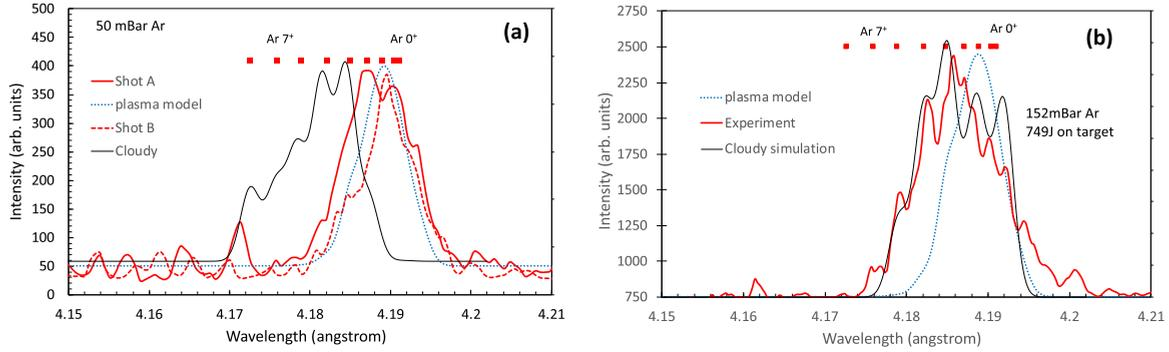 50 mBar Ar
(a)
Ar 7+
Ar 0+
Shot A
plasma model
Shot B
Cloudy
500
450
400
350
300
250
200
150
100
50
0
Intensity (arb. units)
4.15 4.16 4.17 4.18 4.19 4.2 4.21
Wavelength (angstrom)
(b)
Ar 7+
Ar 0+
plasma model
Experiment
Cloudy simulation
152mBar Ar
749J on target
2750
2500
2250
2000
1750
1500
1250
1000
750
Intensity (arb. units)
4.15 4.16 4.17 4.18 4.19 4.2 4.21
Wavelength (angstrom)